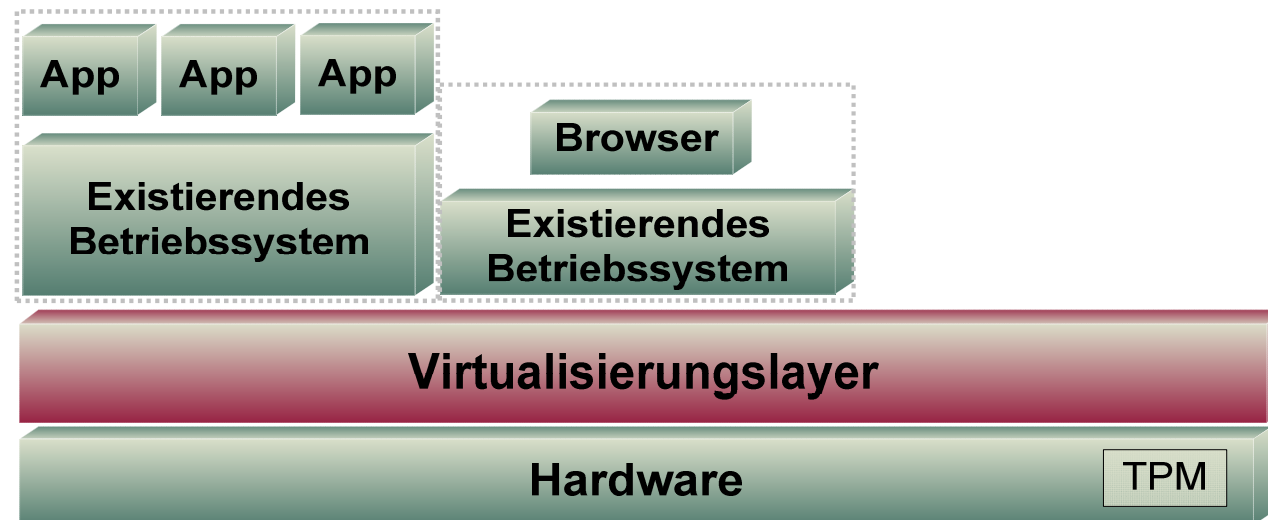 App
App
App
Browser
Existierendes
Betriebssystem
Existierendes
Betriebssystem
Virtualisierungslayer
Hardware
TPM